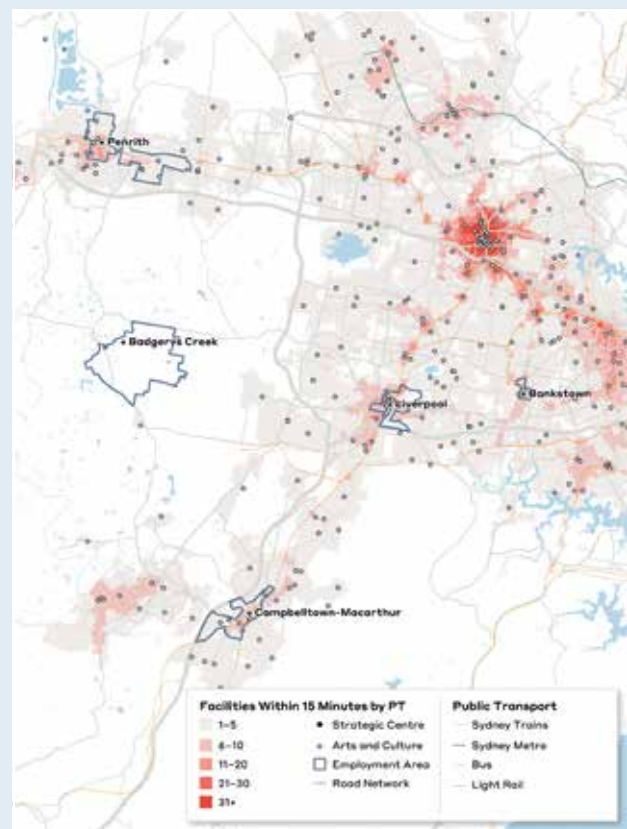 Penrith
Badgerys Creek
Liverpool
Bankstown
Campbelltown-Macarthur
Facilities Within 15 Minutes by PT
1–5
6–10
11–20
21–30
31+
Strategic Centre
Arts and Culture
Employment Area
Road Network
Public Transport
Sydney Trains
Sydney Metro
Bus
Light Rail